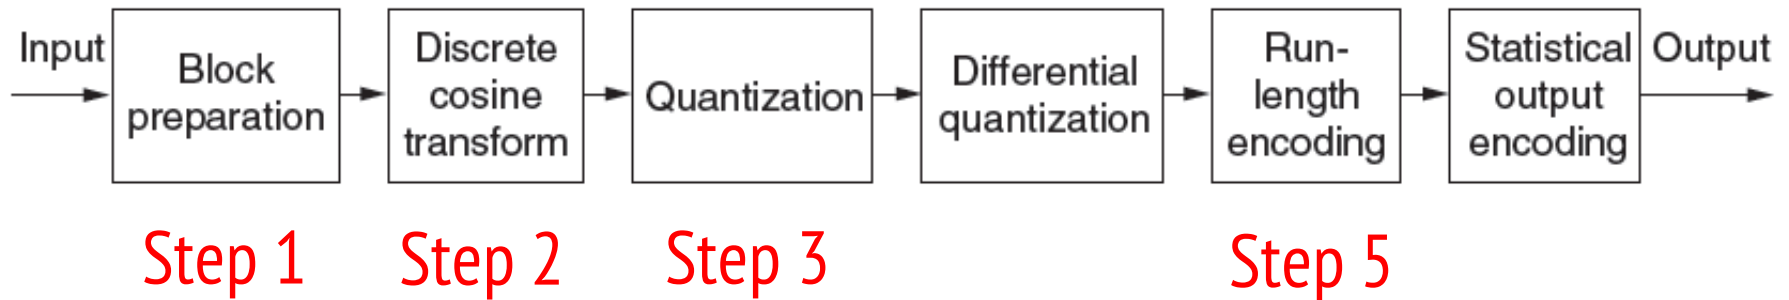 Input
Block
preparation
Discrete
cosine
transform
Quantization
Differential
quantization
Run-
length
encoding
Statistical
output
encoding
Output
Step 1
Step 2
Step 3
Step 5